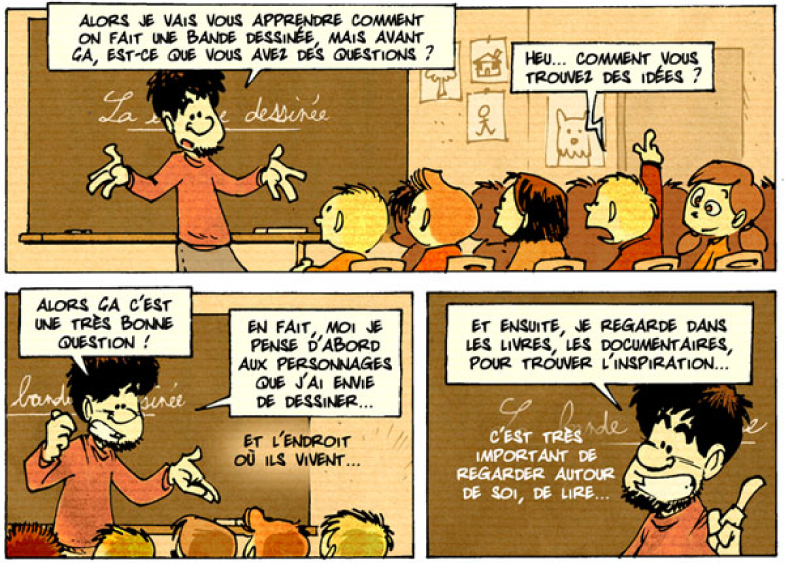 ALORS JE VAIS VOUS APPRENDRE COMMENT
ON FAIT UNE BANDE DESSINÉE, MAIS AVANT
ÇA, EST-CE QUE VOUS AVEZ DES QUESTIONS ?
HEU... COMMENT VOUS
TROUVEZ DES IDÉES ?
La e dessinée
ALORS ÇA C'EST
UNE TRÈS BONNE
QUESTION !
EN FAIT, MOI JE
PENSE D'ABORD
AUX PERSONNAGES
QUE J'AI ENVIE
DE DESSINER...
bande sinée
ET L'ENDROIT
OÙ ILS VIVENT...
ET ENSUITE, JE REGARDE DANS
LES LIVRES, LES DOCUMENTAIRES,
POUR TROUVER L'INSPIRATION...
La bande e
C'EST TRÈS
IMPORTANT DE
REGARDER AUTOUR
DE SOI, DE LIRE...